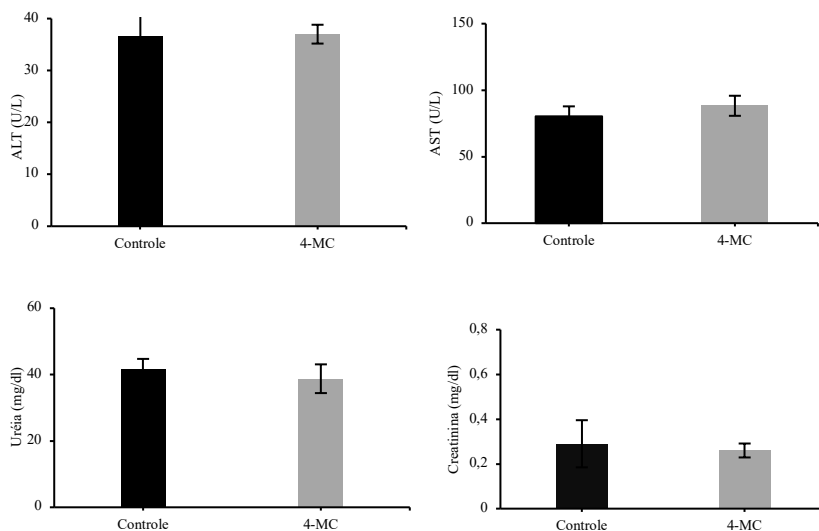 ALT (U/L)
40
30
20
10
0
Controle
4-MC
AST (U/L)
150
100
50
0
Controle
4-MC
Uréia (mg/dl)
60
40
20
0
Controle
4-MC
Creatinina (mg/dl)
0,8
0,6
0,4
0,2
0
Controle
4-MC